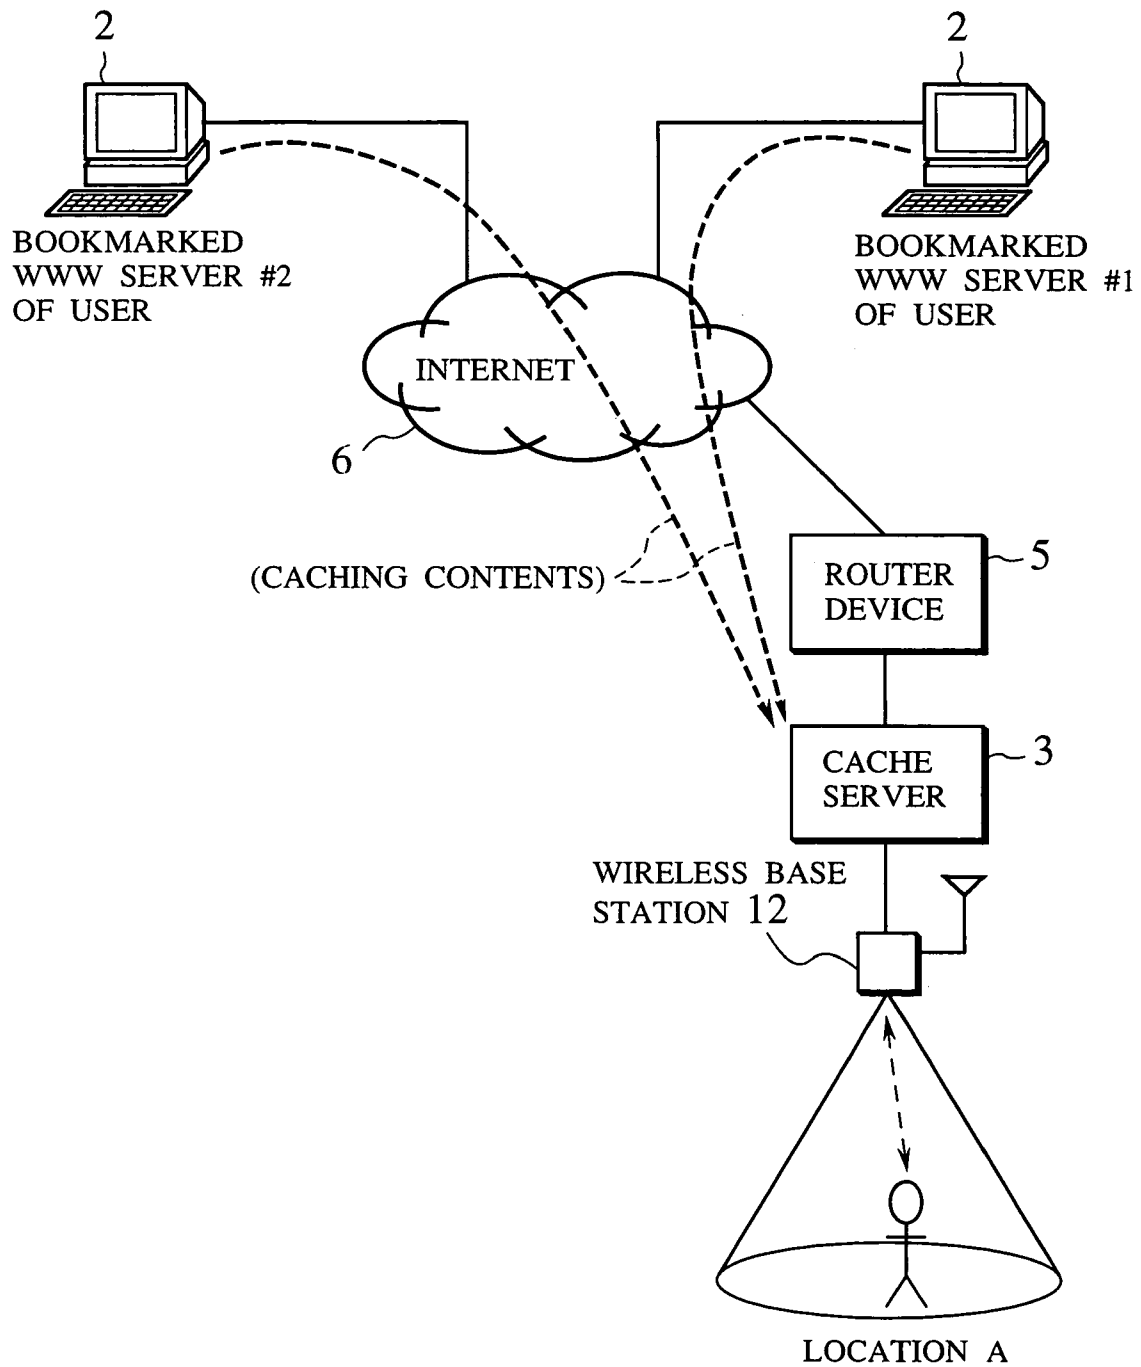 2
2
BOOKMARKED
WWW SERVER #2
OF USER
BOOKMARKED
WWW SERVER #1
OF USER
INTERNET
6
(CACHING CONTENTS)
ROUTER
DEVICE
5
CACHE
SERVER
3
WIRELESS BASE
STATION 12
LOCATION A